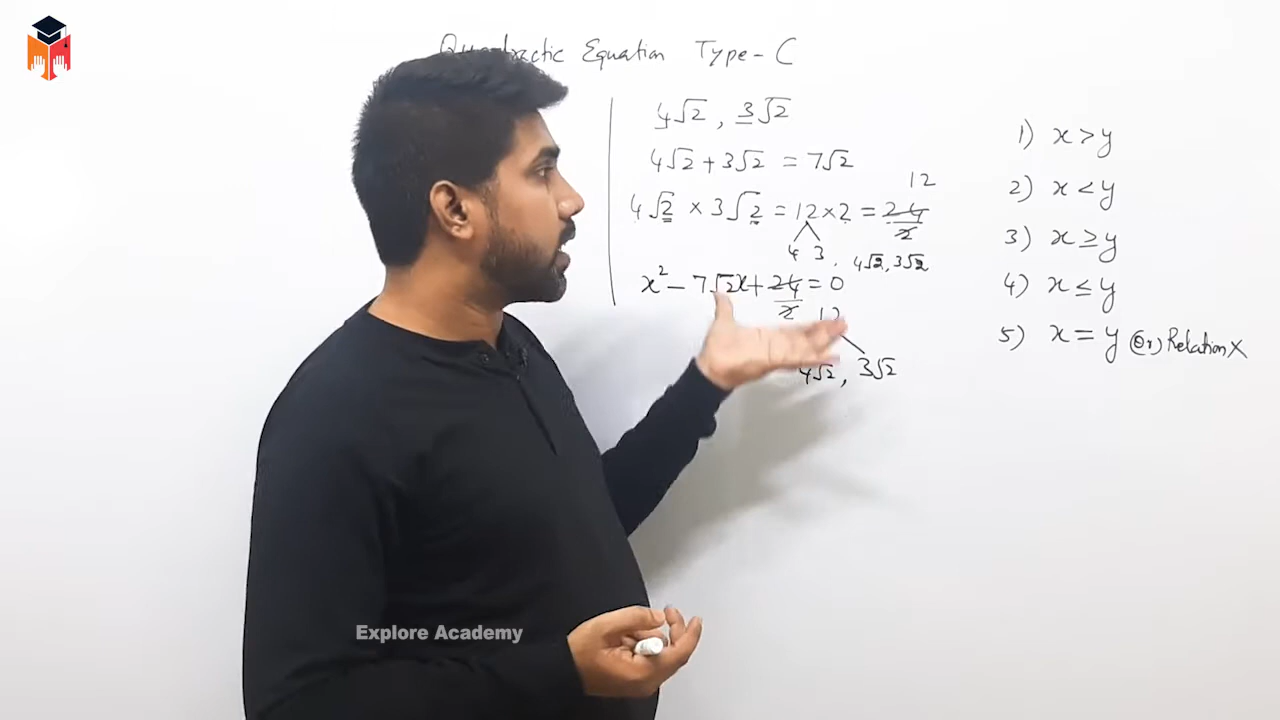 Quadractic Equation Type-C
4√2, 3√2
4√2+3√2 = 7√2
12
4√2 × 3√2 = 12×2 = 24/2
4 3
4√2, 3√2
x² - 7√2x + 24/2 = 0
12
4√2, 3√2
1) x > y
2) x < y
3) x ≥ y
4) x ≤ y
5) x = y (or) Relation X
Explore Academy